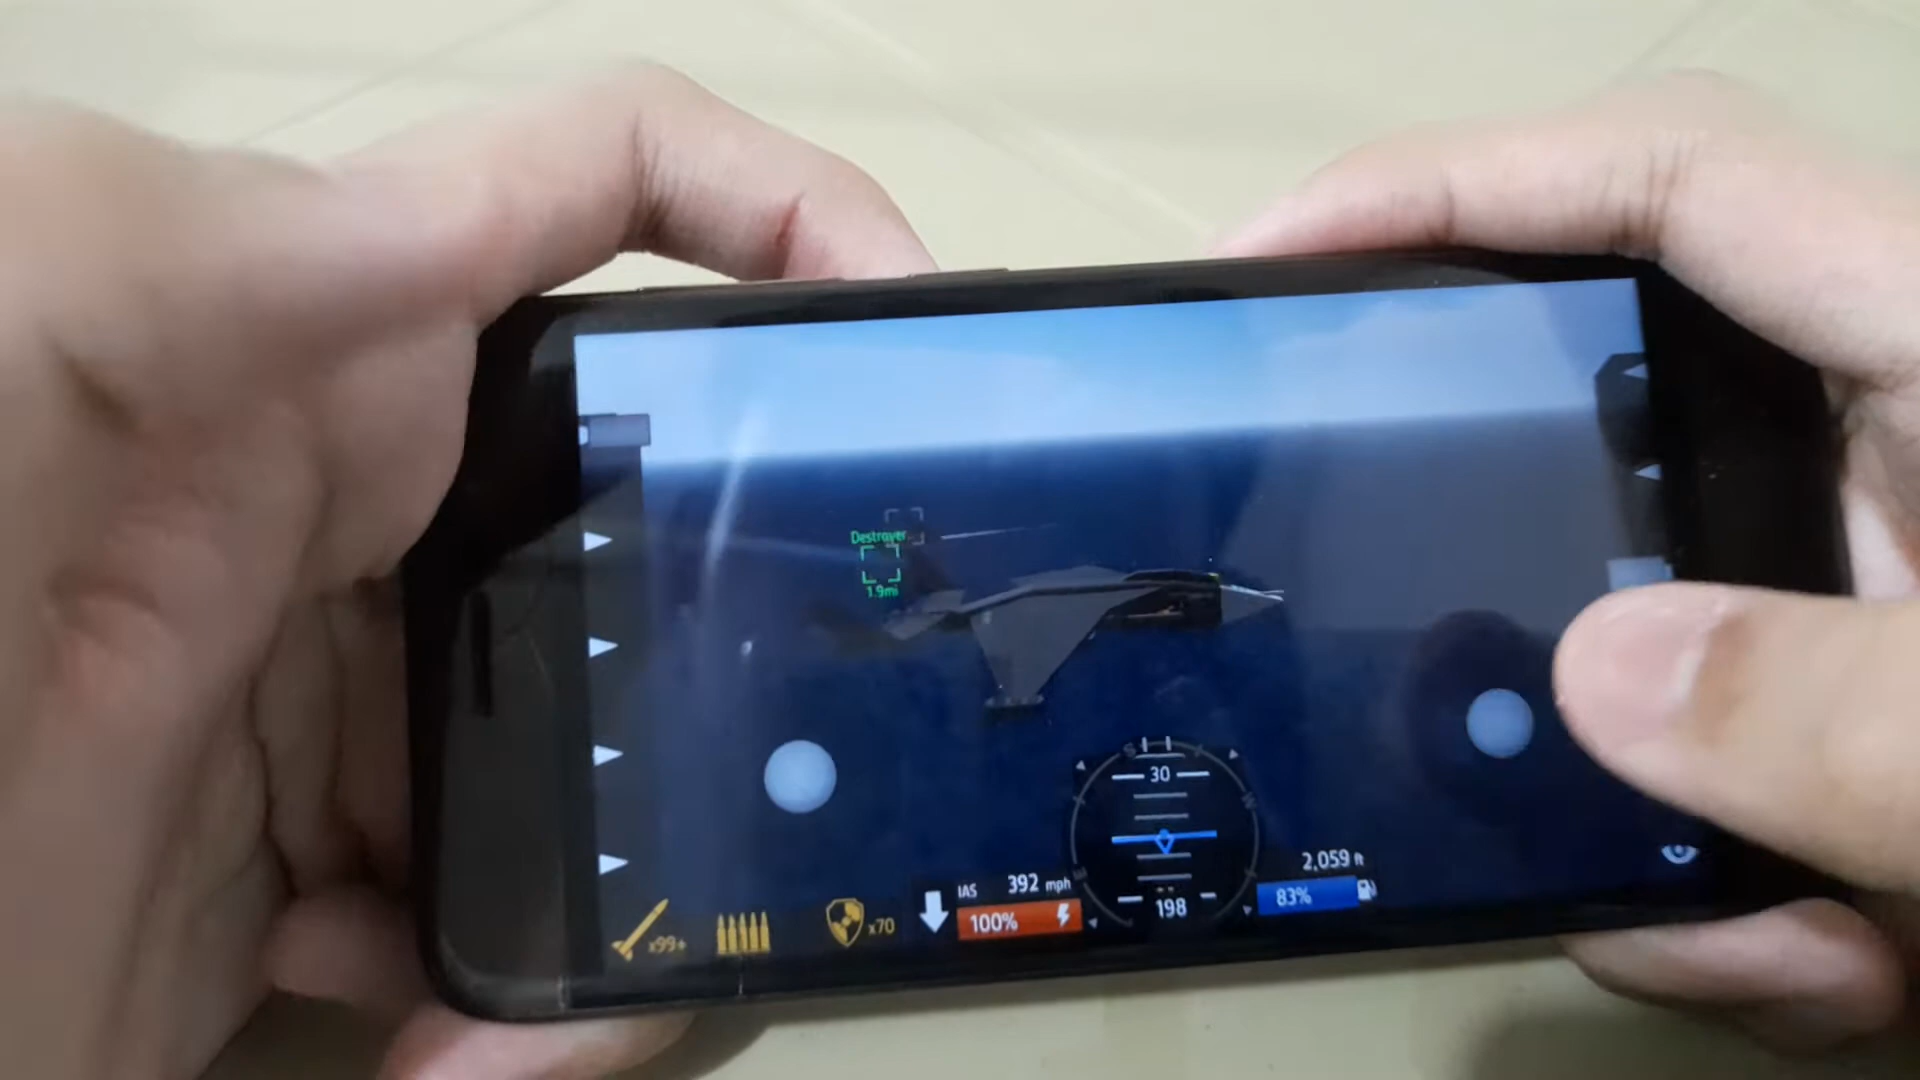 Destroyer
1.9mi
S
30
W
2,059 ft
IAS 392 mph
83%
100%
198
x99+
x70